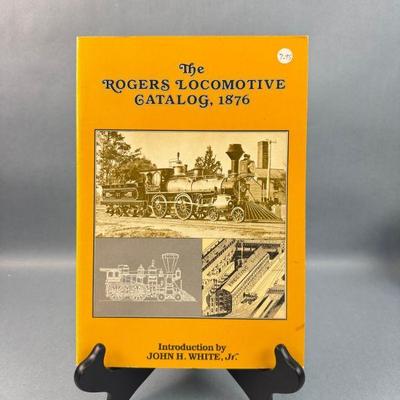 The
ROGERS LOCOMOTIVE
CATALOG, 1876
Introduction by
JOHN H. WHITE, Jr.